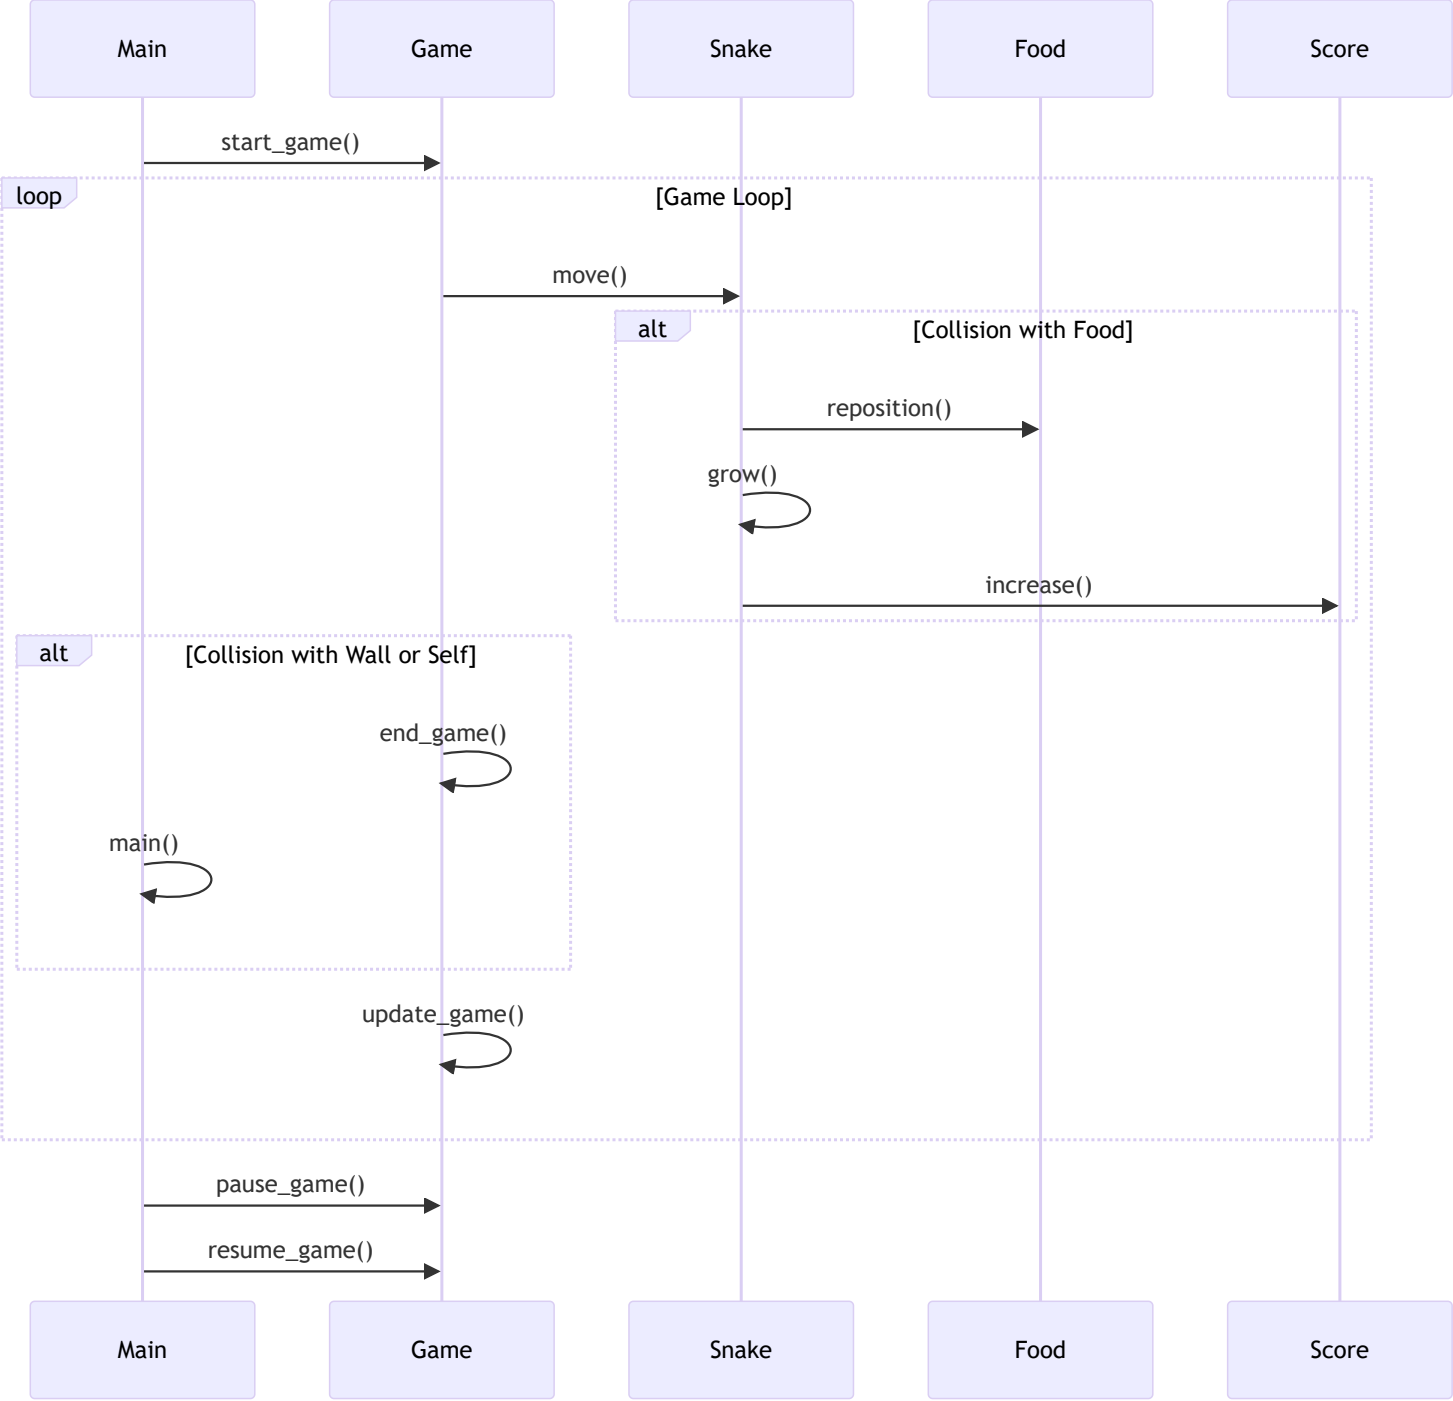 Main
Game
Snake
Food
Score
start_game()
loop
[Game Loop]
move()
alt
[Collision with Food]
reposition()
grow()
increase()
alt
[Collision with Wall or Self]
end_game()
main()
update_game()
pause_game()
resume_game()
Main
Game
Snake
Food
Score